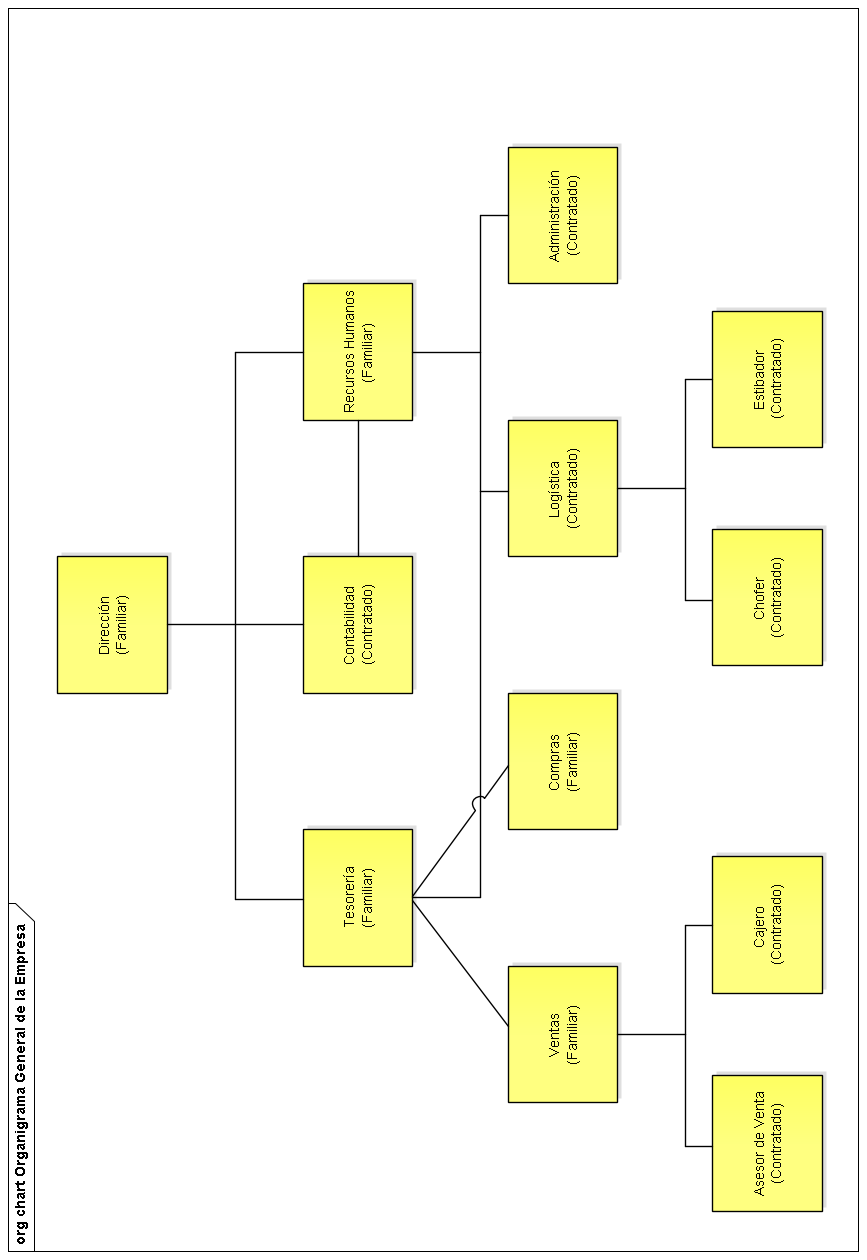 org chart Organigrama General de la Empresa
Dirección
(Familiar)
Tesorería
(Familiar)
Contabilidad
(Contratado)
Recursos Humanos
(Familiar)
Ventas
(Familiar)
Compras
(Familiar)
Logística
(Contratado)
Administración
(Contratado)
Asesor de Venta
(Contratado)
Cajero
(Contratado)
Chofer
(Contratado)
Estibador
(Contratado)